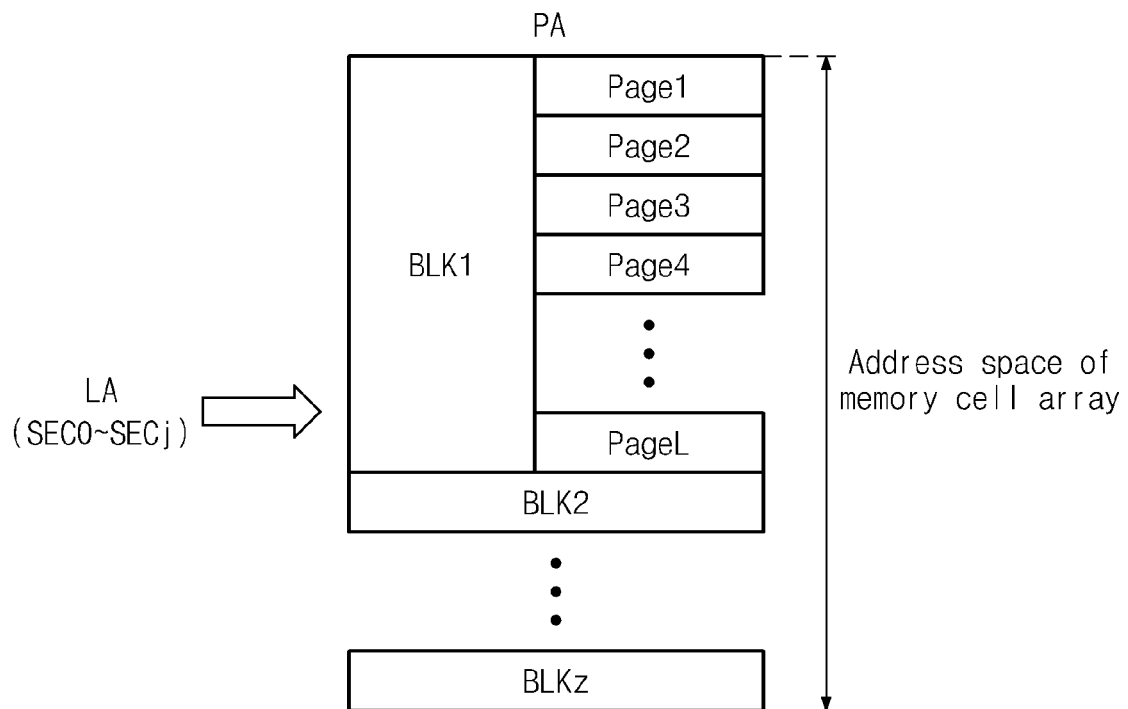 PA
Page1
Page2
Page3
Page4
BLK1
PageL
LA
(SEC0~SECj)
Address space of
memory cell array
BLK2
BLKz